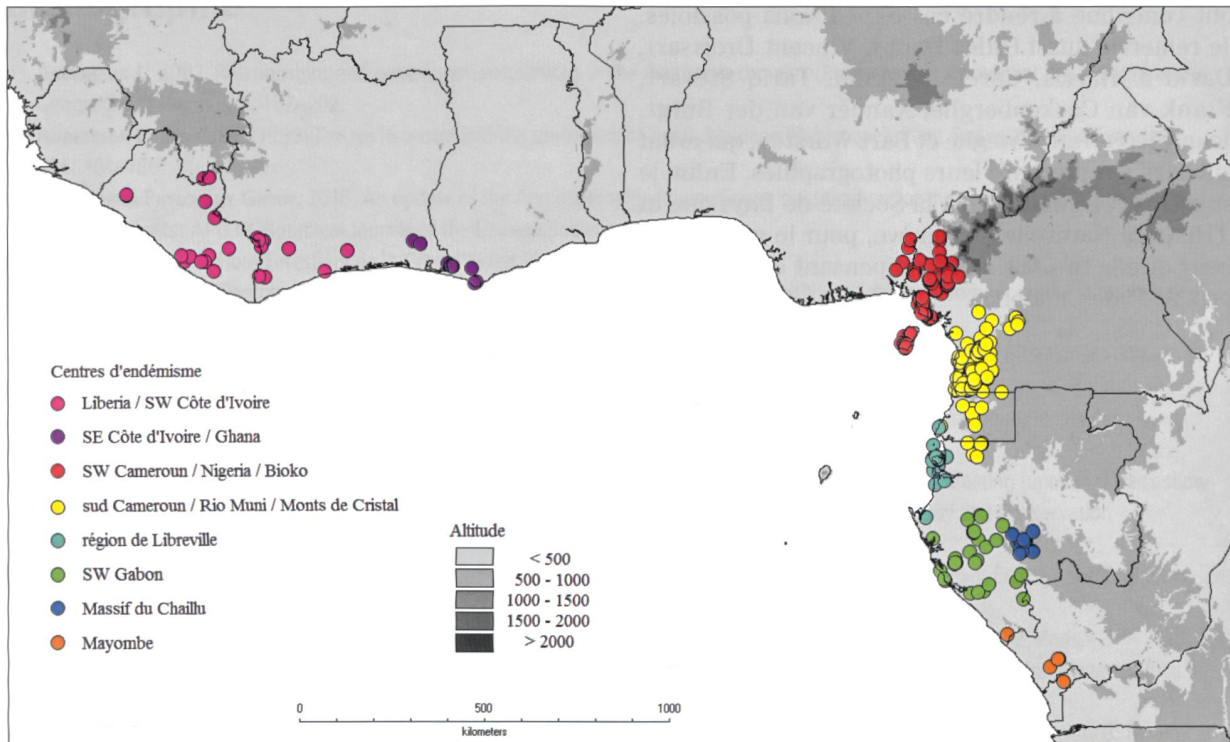 Centres d'endémisme
Liberia / SW Côte d'Ivoire
SE Côte d'Ivoire / Ghana
SW Cameroun / Nigeria / Bioko
sud Cameroun / Rio Muni / Monts de Cristal
région de Libreville
SW Gabon
Massif du Chaillu
Mayombe
Altitude
< 500
500 - 1000
1000 - 1500
1500 - 2000
> 2000
0 500 1000
kilometers